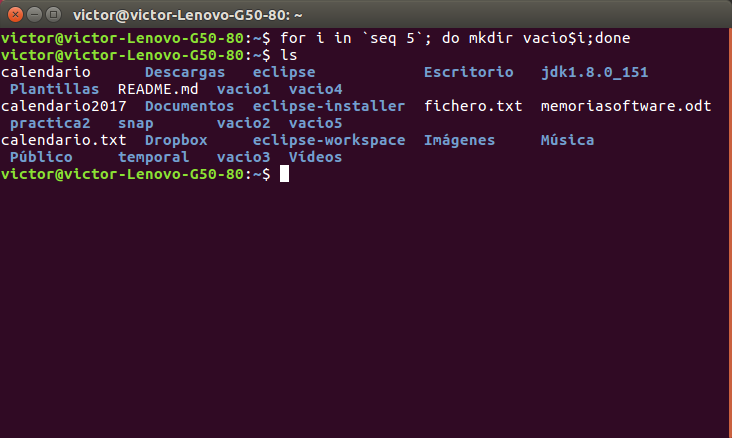 victor@victor-Lenovo-G50-80: ~
victor@victor-Lenovo-G50-80:~$ for i in `seq 5`; do mkdir vacio$i;done
victor@victor-Lenovo-G50-80:~$ ls
calendario      Descargas   eclipse            Escritorio   jdk1.8.0_151
 Plantillas  README.md  vacio1  vacio4
calendario2017  Documentos  eclipse-installer  fichero.txt  memoriasoftware.odt
 practica2   snap       vacio2  vacio5
calendario.txt  Dropbox     eclipse-workspace  Imágenes     Música
 Público     temporal   vacio3  Vídeos
victor@victor-Lenovo-G50-80:~$